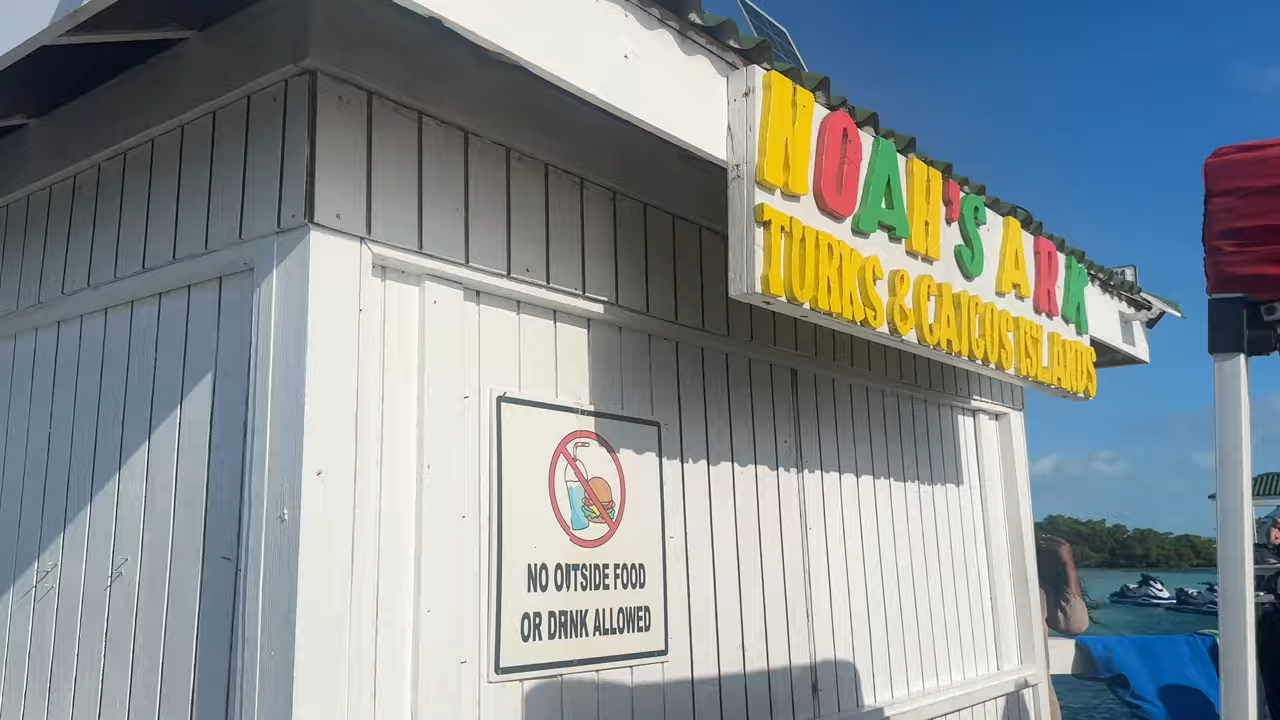 NOAH'S ARK
TURKS & CAICOS ISLANDS
NO OUTSIDE FOOD
OR DRINK ALLOWED